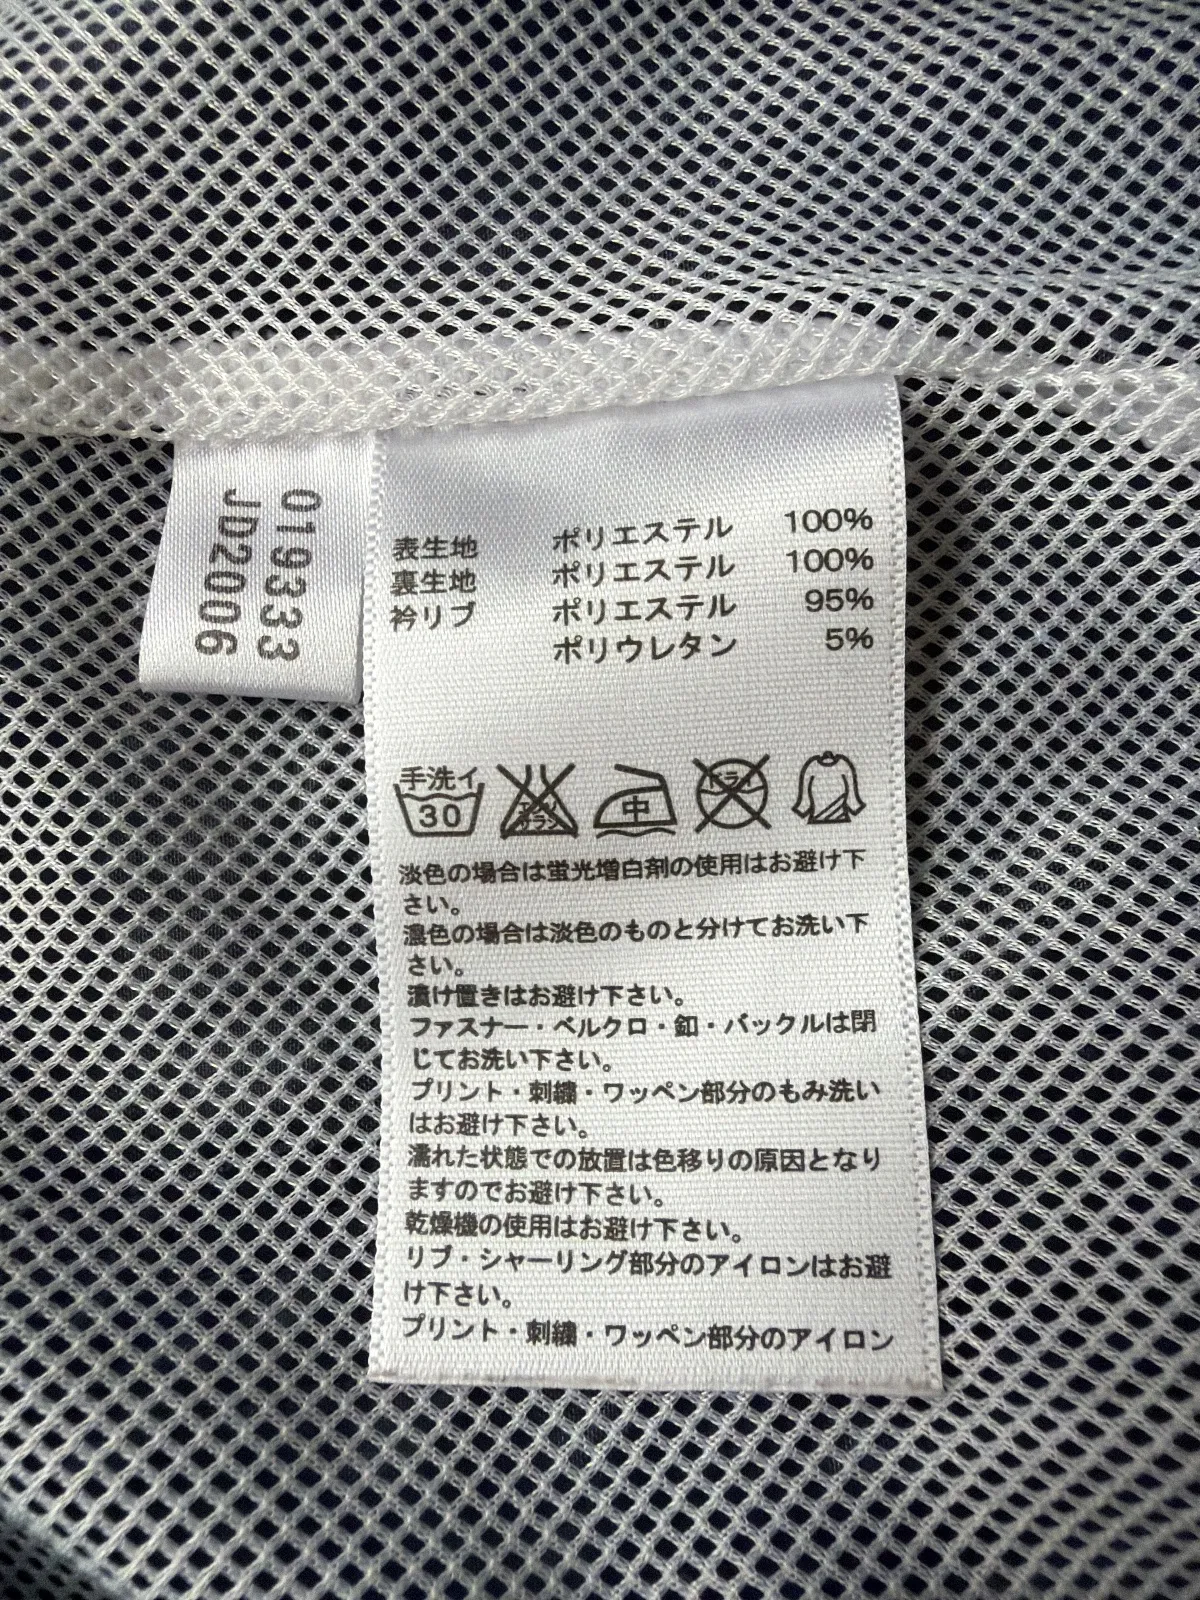 019333
JD2006
表生地 ポリエステル 100%
裏生地 ポリエステル 100%
衿リブ ポリエステル 95%
ポリウレタン 5%
手洗イ
30
エンソ
サラシ
中
ドライ
淡色の場合は蛍光増白剤の使用はお避け下
さい。
濃色の場合は淡色のものと分けてお洗い下
さい。
漬け置きはお避け下さい。
ファスナー・ベルクロ・釦・バックルは閉
じてお洗い下さい。
プリント・刺繍・ワッペン部分のもみ洗い
はお避け下さい。
濡れた状態での放置は色移りの原因となり
ますのでお避け下さい。
乾燥機の使用はお避け下さい。
リブ・シャーリング部分のアイロンはお避
け下さい。
プリント・刺繍・ワッペン部分のアイロン